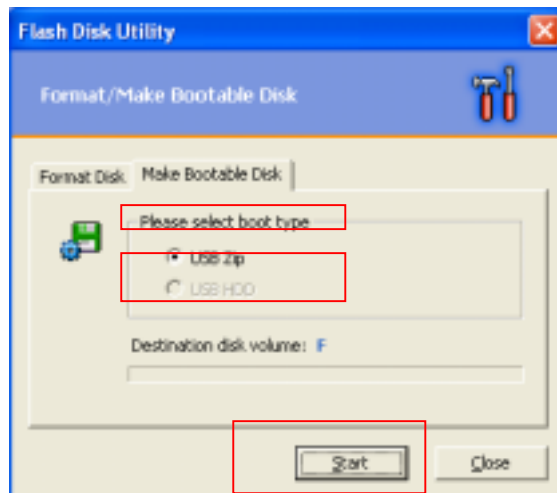 Flash Disk Utility
Format/Make Bootable Disk
Format Disk Make Bootable Disk
Please select boot type
USB Zip
USB HDD
Destination disk volume: F
Start Close